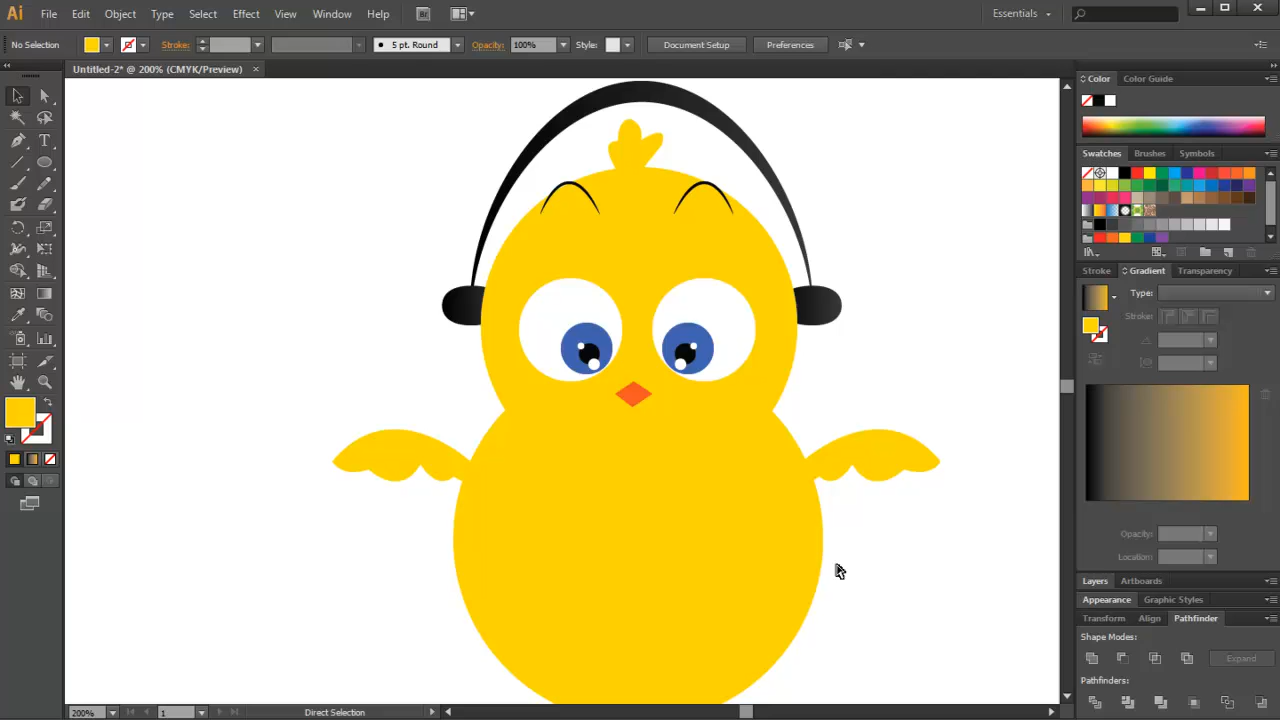 Ai File Edit Object Type Select Effect View Window Help Br Essentials
No Selection Stroke: 5 pt. Round Opacity: 100% Style: Document Setup Preferences
Untitled-2* @ 200% (CMYK/Preview)
Color Color Guide
Swatches Brushes Symbols
Stroke Gradient Transparency
Type:
Stroke:
Opacity:
Location:
Layers Artboards
Appearance Graphic Styles
Transform Align Pathfinder
Shape Modes:
Expand
Pathfinders:
200% 1 Direct Selection